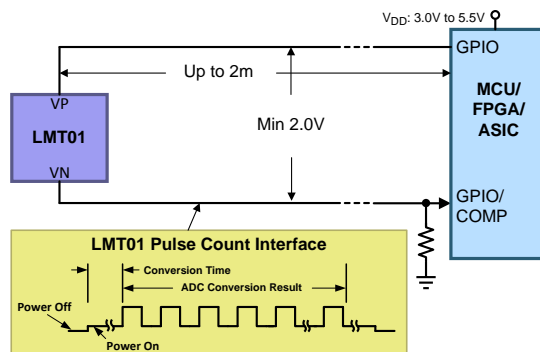 V_DD: 3.0V to 5.5V
GPIO
Up to 2m
MCU/
FPGA/
ASIC
VP
LMT01
VN
Min 2.0V
GPIO/
COMP
LMT01 Pulse Count Interface
Conversion Time
ADC Conversion Result
Power Off
Power On